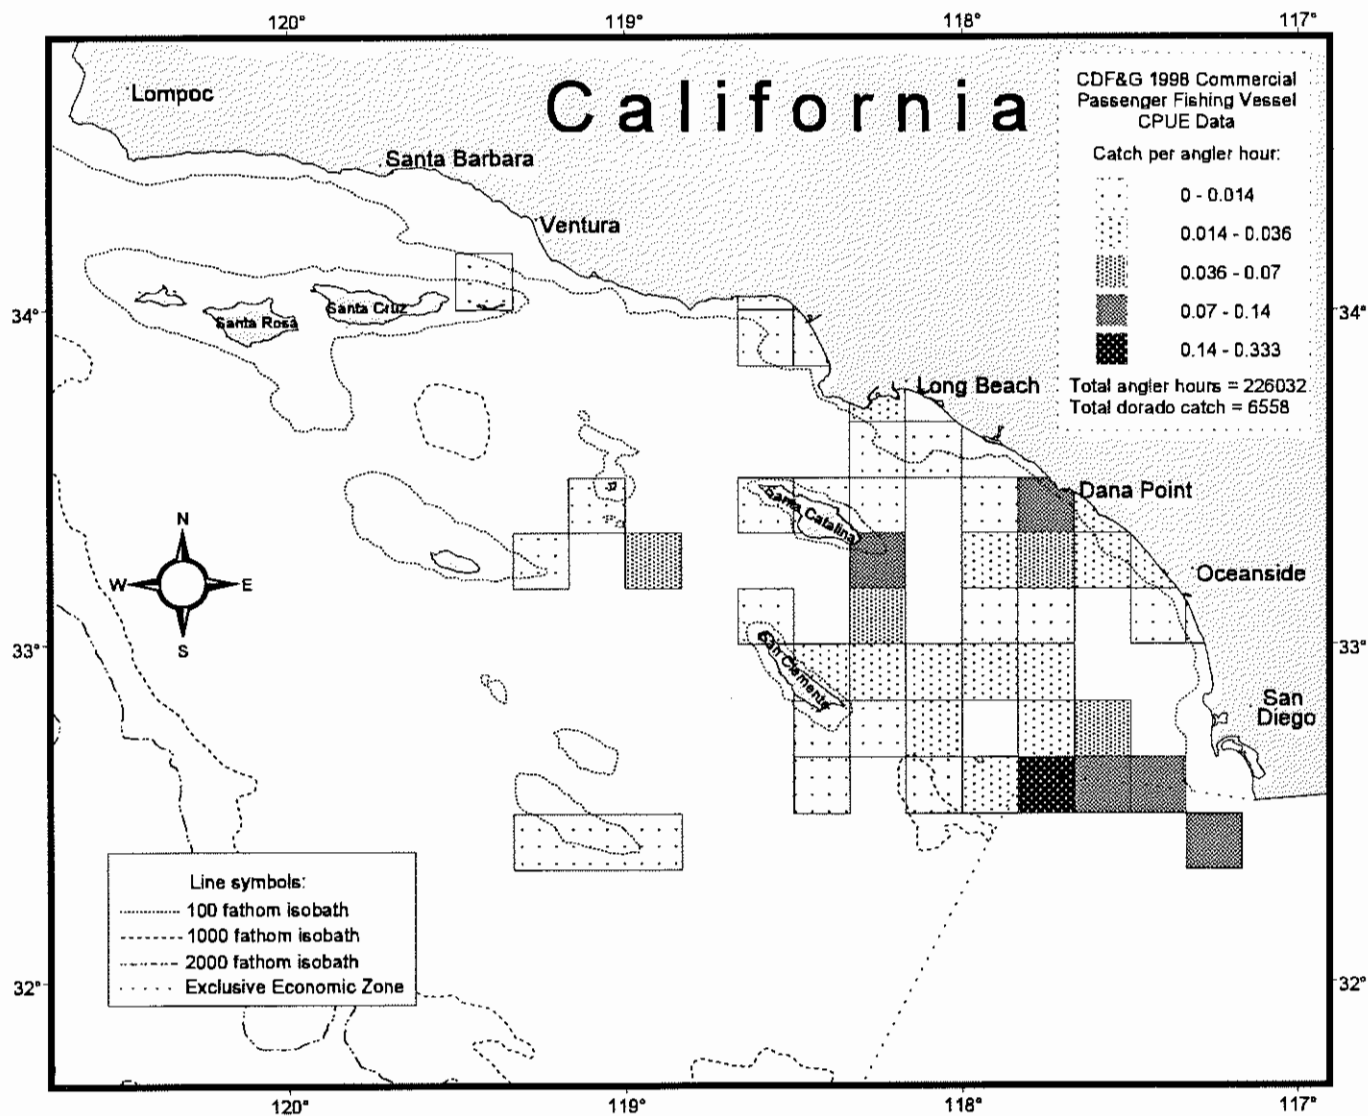 120° 119° 118° 117°
California
Lompoc
Santa Barbara
Ventura
CDF&G 1998 Commercial
Passenger Fishing Vessel
CPUE Data
Catch per angler hour:
0 - 0.014
0.014 - 0.036
0.036 - 0.07
0.07 - 0.14
0.14 - 0.333
Total angler hours = 226032
Total dorado catch = 6558
34° 34°
Santa Rosa
Santa Cruz
Long Beach
Santa Catalina
Dana Point
N
W E
S
Oceanside
33° 33°
San Clemente
San
Diego
Line symbols:
100 fathom isobath
1000 fathom isobath
2000 fathom isobath
Exclusive Economic Zone
32° 32°
120° 119° 118° 117°